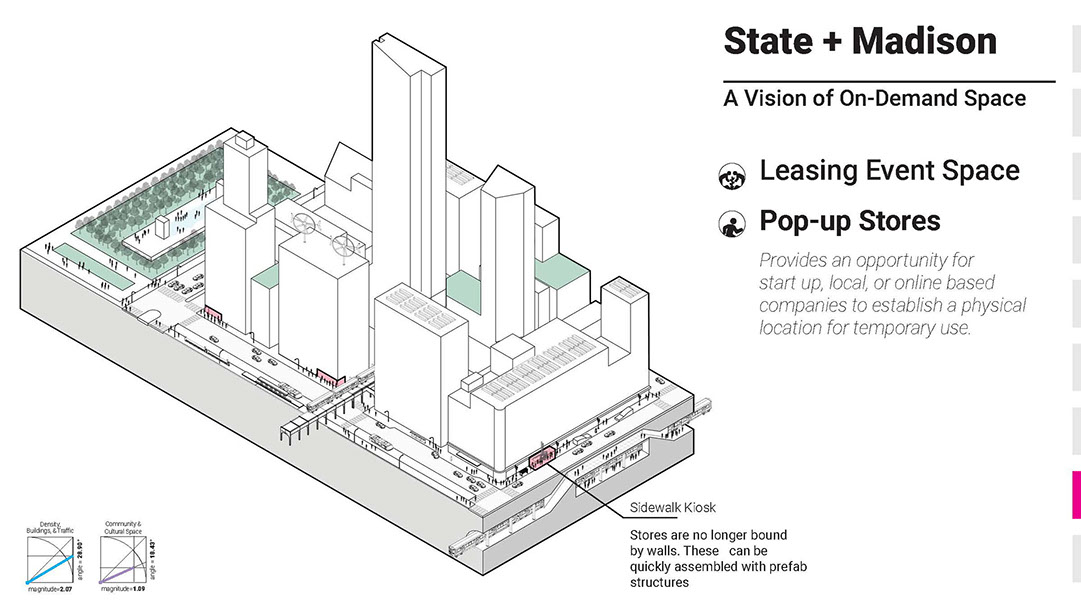 State + Madison
A Vision of On-Demand Space
Leasing Event Space
Pop-up Stores
Provides an opportunity for
start up, local, or online based
companies to establish a physical
location for temporary use.
Sidewalk Kiosk
Stores are no longer bound
by walls. These can be
quickly assembled with prefab
structures
Density,
Buildings, & Traffic
angle = 28.90°
magnitude=2.07
Community &
Cultural Space
angle = 18.43°
magnitude=1.09